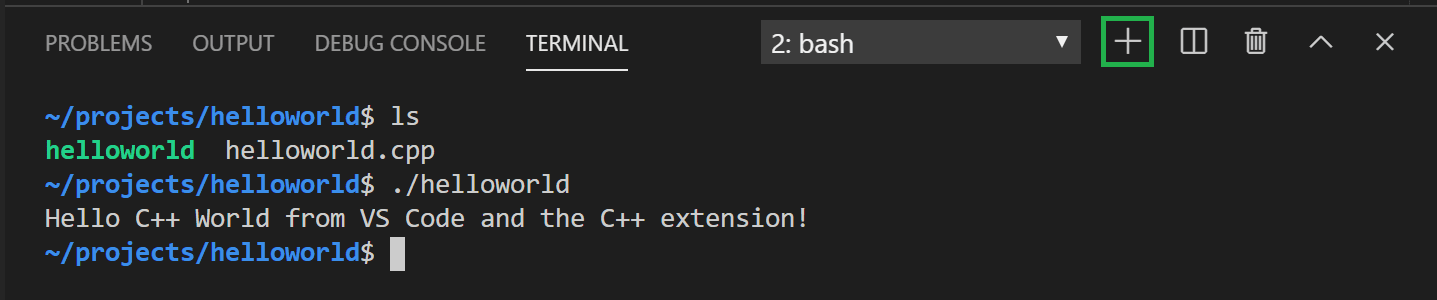 PROBLEMS OUTPUT DEBUG CONSOLE TERMINAL 2: bash
~/projects/helloworld$ ls
helloworld  helloworld.cpp
~/projects/helloworld$ ./helloworld
Hello C++ World from VS Code and the C++ extension!
~/projects/helloworld$